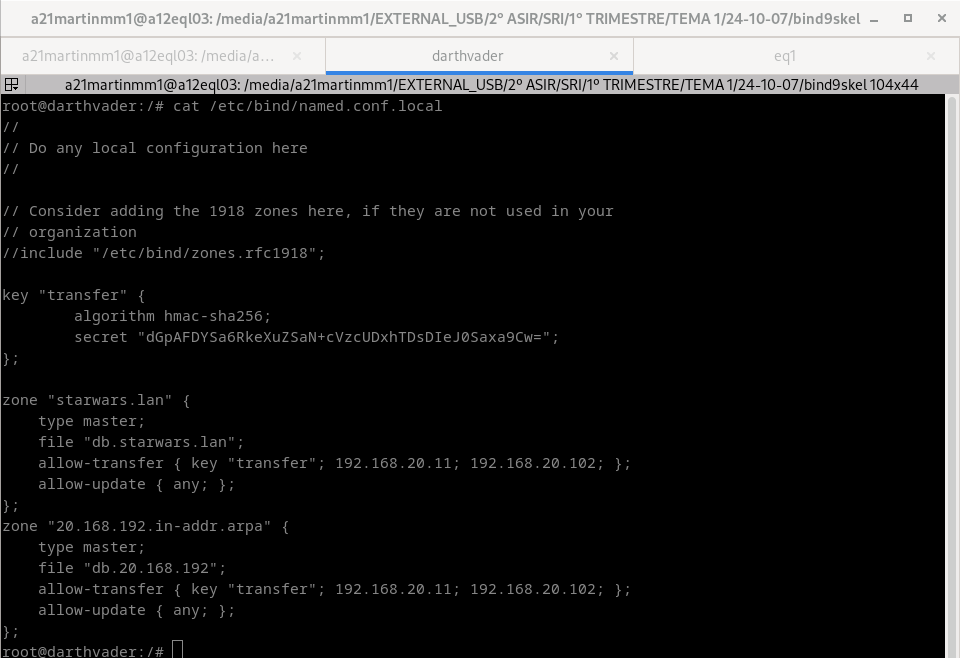 a21martinmm1@a12eql03: /media/a21martinmm1/EXTERNAL_USB/2º ASIR/SRI/1º TRIMESTRE/TEMA 1/24-10-07/bind9skel
a21martinmm1@a12eql03: /media/a... darthvader eq1
a21martinmm1@a12eql03: /media/a21martinmm1/EXTERNAL_USB/2º ASIR/SRI/1º TRIMESTRE/TEMA 1/24-10-07/bind9skel 104x44
root@darthvader:/# cat /etc/bind/named.conf.local
//
// Do any local configuration here
//
// Consider adding the 1918 zones here, if they are not used in your
// organization
//include "/etc/bind/zones.rfc1918";
key "transfer" {
        algorithm hmac-sha256;
        secret "dGpAFDYSa6RkeXuZSaN+cVzcUDxhTDsDIeJ0Saxa9Cw=";
};
zone "starwars.lan" {
    type master;
    file "db.starwars.lan";
    allow-transfer { key "transfer"; 192.168.20.11; 192.168.20.102; };
    allow-update { any; };
};
zone "20.168.192.in-addr.arpa" {
    type master;
    file "db.20.168.192";
    allow-transfer { key "transfer"; 192.168.20.11; 192.168.20.102; };
    allow-update { any; };
};
root@darthvader:/#